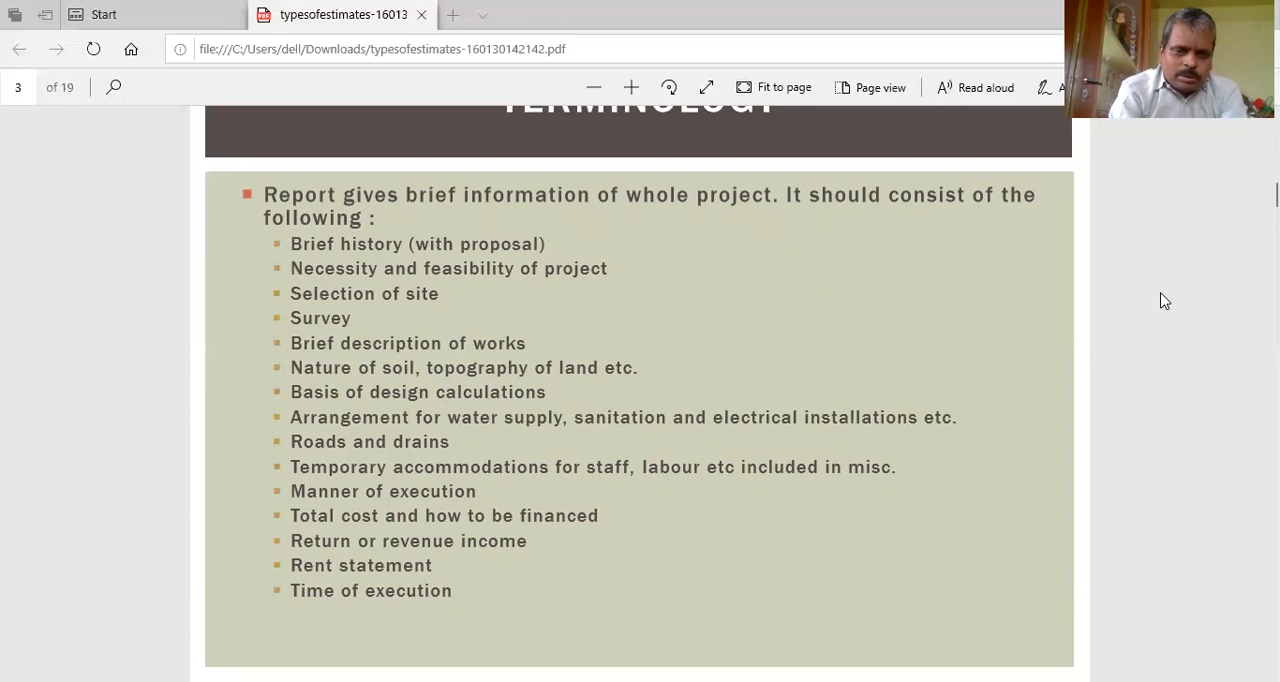 Start
typesofestimates-16013
file:///C:/Users/dell/Downloads/typesofestimates-160130142142.pdf
3 of 19
Fit to page
Page view
Read aloud
TERMINOLOGY
Report gives brief information of whole project. It should consist of the
following :
Brief history (with proposal)
Necessity and feasibility of project
Selection of site
Survey
Brief description of works
Nature of soil, topography of land etc.
Basis of design calculations
Arrangement for water supply, sanitation and electrical installations etc.
Roads and drains
Temporary accommodations for staff, labour etc included in misc.
Manner of execution
Total cost and how to be financed
Return or revenue income
Rent statement
Time of execution